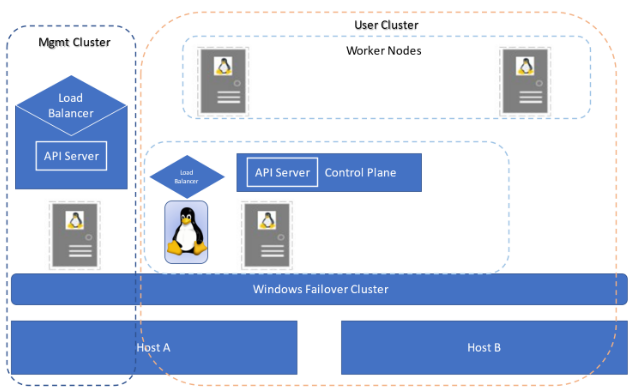 User Cluster
Mgmt Cluster
Worker Nodes
Load
Balancer
API Server
Load
Balancer
API Server
Control Plane
Windows Failover Cluster
Host A
Host B